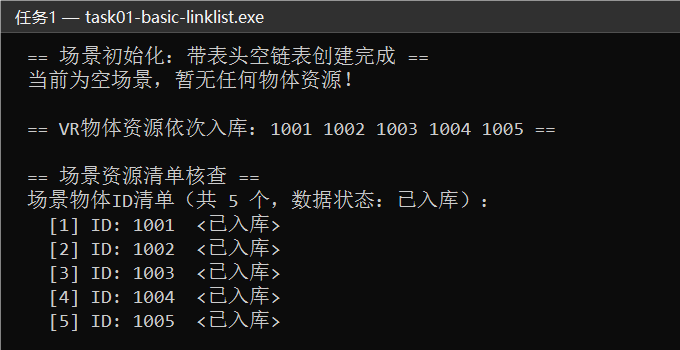 任务1 — task01-basic-linklist.exe
== 场景初始化：带表头空链表创建完成 ==
当前为空场景，暂无任何物体资源！
== VR物体资源依次入库：1001 1002 1003 1004 1005 ==
== 场景资源清单核查 ==
场景物体ID清单（共 5 个，数据状态：已入库）：
[1] ID: 1001 <已入库>
[2] ID: 1002 <已入库>
[3] ID: 1003 <已入库>
[4] ID: 1004 <已入库>
[5] ID: 1005 <已入库>